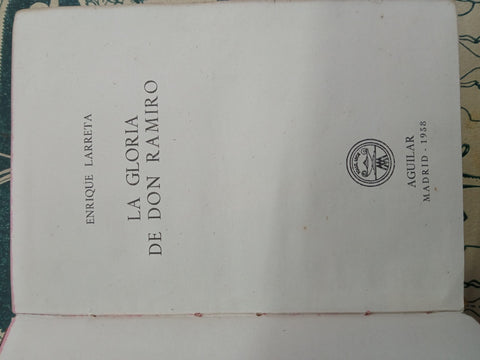 ENRIQUE LARRETA
LA GLORIA
DE DON RAMIRO
AGUILAR
MADRID - 1958